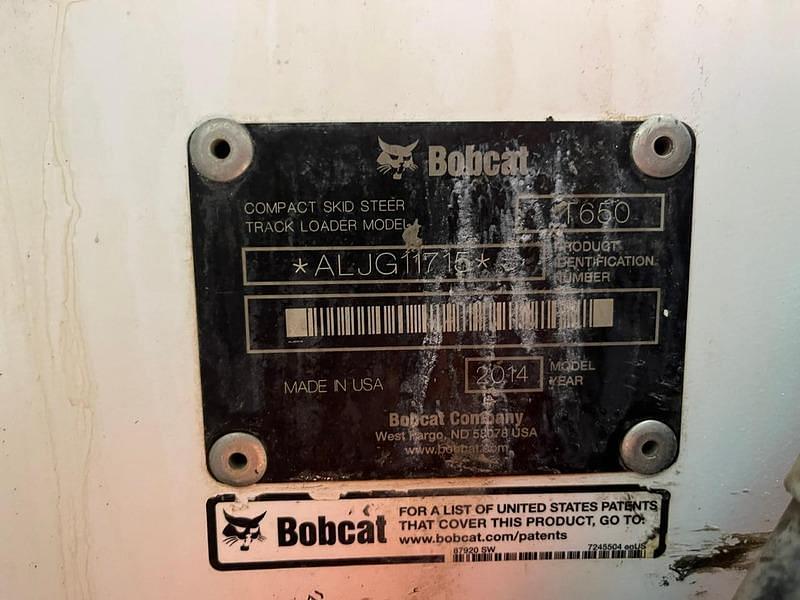 Bobcat
COMPACT SKID STEER
TRACK LOADER MODEL
T650
*ALJG11715*
PRODUCT
IDENTIFICATION
NUMBER
MADE IN USA
2014
MODEL
YEAR
Bobcat Company
West Fargo, ND 58078 USA
www.bobcat.com
Bobcat
FOR A LIST OF UNITED STATES PATENTS
THAT COVER THIS PRODUCT, GO TO:
www.bobcat.com/patents
87920 SW
7245504 enUS